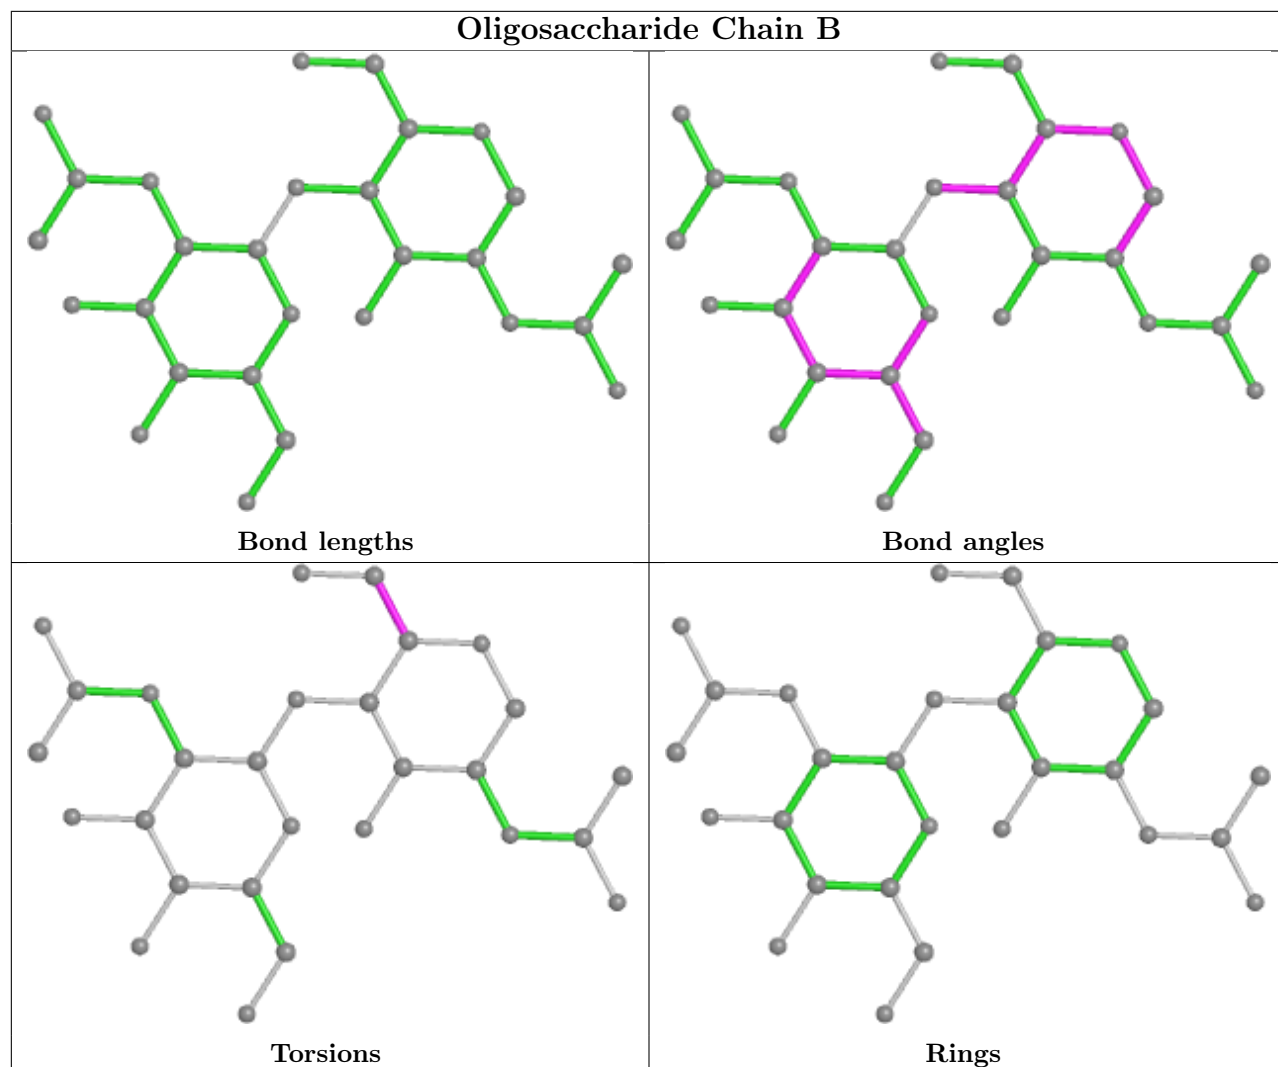 Oligosaccharide Chain B
Bond lengths
Bond angles
Torsions
Rings